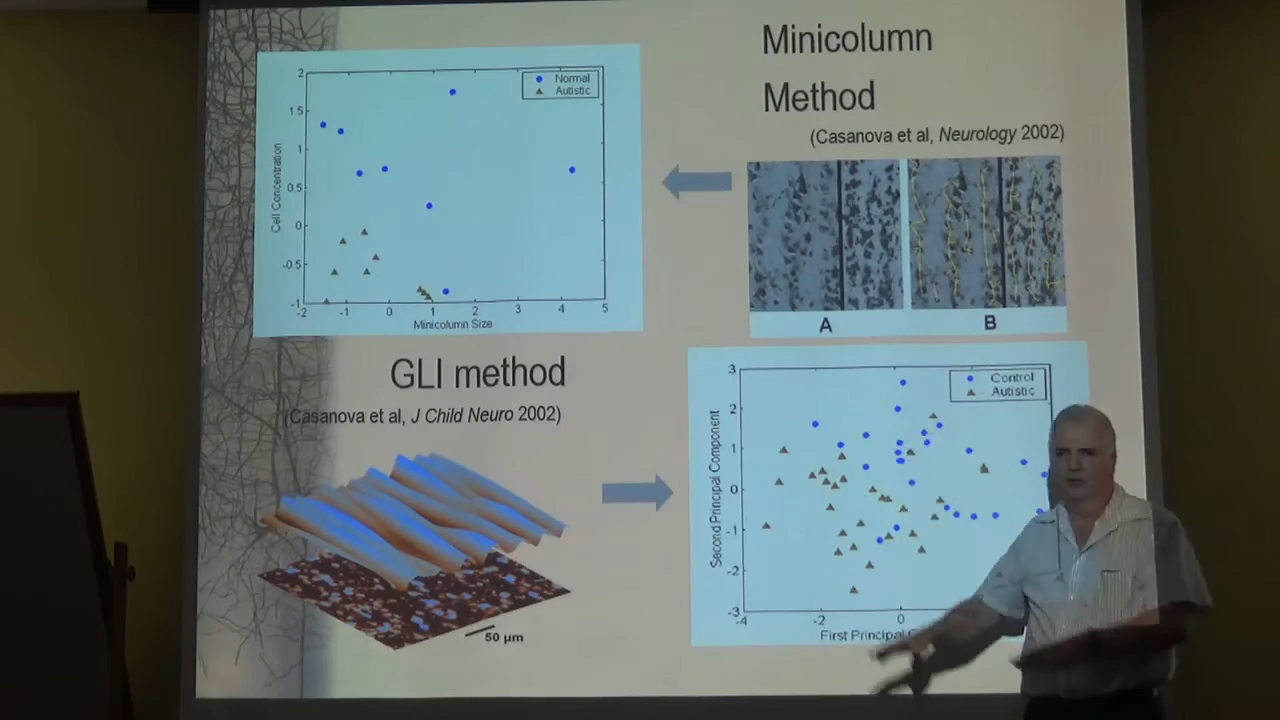 Minicolumn
Method
(Casanova et al, Neurology 2002)
2
1.5
1
0.5
0
-0.5
-1
Cell Concentration
Normal
Autistic
-2
-1
0
1
2
3
4
5
Minicolumn Size
A
B
GLI method
(Casanova et al, J Child Neuro 2002)
50 µm
3
2
1
0
-1
-2
-3
Second Principal Component
Control
Autistic
-4
-2
0
First Principal